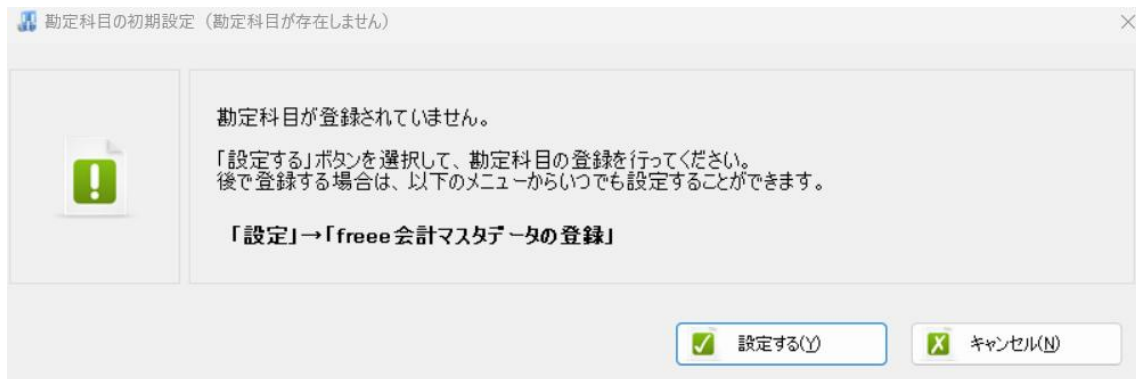 勘定科目の初期設定（勘定科目が存在しません）
勘定科目が登録されていません。
「設定する」ボタンを選択して、勘定科目の登録を行ってください。
後で登録する場合は、以下のメニューからいつでも設定することができます。
「設定」→「freee会計マスタデータの登録」
設定する(Y)
キャンセル(N)